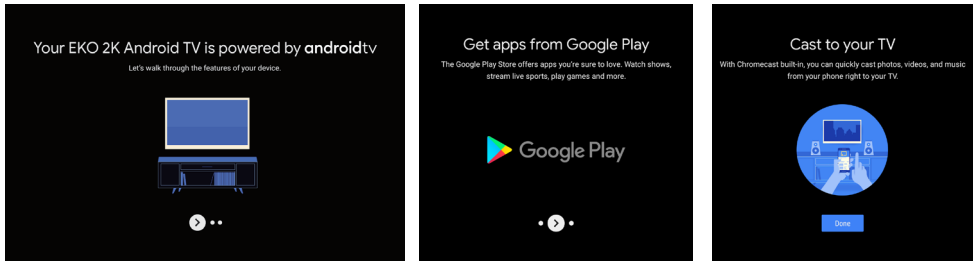 Your EKO 2K Android TV is powered by androidtv
Let's walk through the features of your device.
Get apps from Google Play
The Google Play Store offers apps you're sure to love. Watch shows,
stream live sports, play games and more.
Google Play
Cast to your TV
With Chromecast built-in, you can quickly cast photos, videos, and music
from your phone right to your TV.
Done